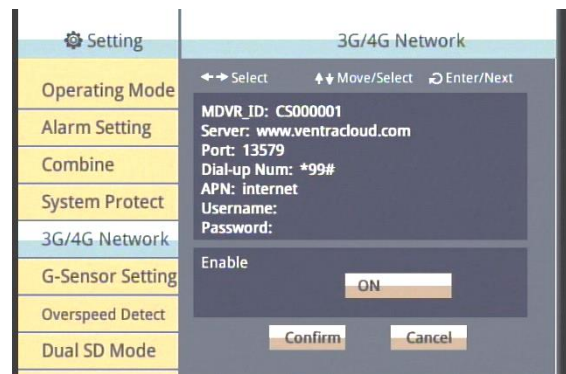 Setting
3G/4G Network
Select Move/Select Enter/Next
Operating Mode
Alarm Setting
Combine
System Protect
3G/4G Network
G-Sensor Setting
Overspeed Detect
Dual SD Mode
MDVR_ID: CS000001
Server: www.ventracloud.com
Port: 13579
Dial-up Num: *99#
APN: internet
Username:
Password:
Enable
ON
Confirm Cancel